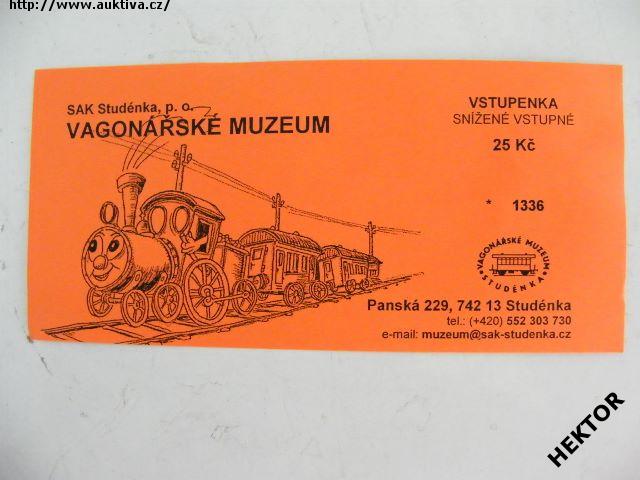 http://www.auktiva.cz/
SAK Studénka, p. o.
VAGONÁŘSKÉ MUZEUM
VSTUPENKA
SNÍŽENÉ VSTUPNÉ
25 Kč
* 1336
VAGONÁŘSKÉ MUZEUM
STUDÉNKA
Panská 229, 742 13 Studénka
tel.: (+420) 552 303 730
e-mail: muzeum@sak-studenka.cz
HEKTOR